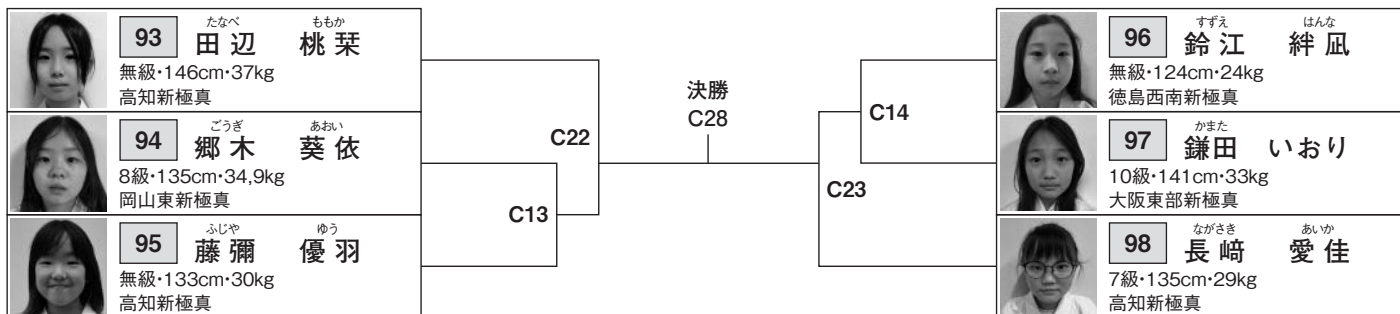 たなべ ももか
93 田辺 桃栞
無級・146cm・37kg
高知新極真
ごうぎ あおい
94 郷木 葵依
8級・135cm・34,9kg
岡山東新極真
ふじや ゆう
95 藤彌 優羽
無級・133cm・30kg
高知新極真
C22
C13
決勝
C28
C14
C23
すずえ はんな
96 鈴江 絆凪
無級・124cm・24kg
徳島西南新極真
かまた
97 鎌田 いおり
10級・141cm・33kg
大阪東部新極真
ながさき あいか
98 長﨑 愛佳
7級・135cm・29kg
高知新極真